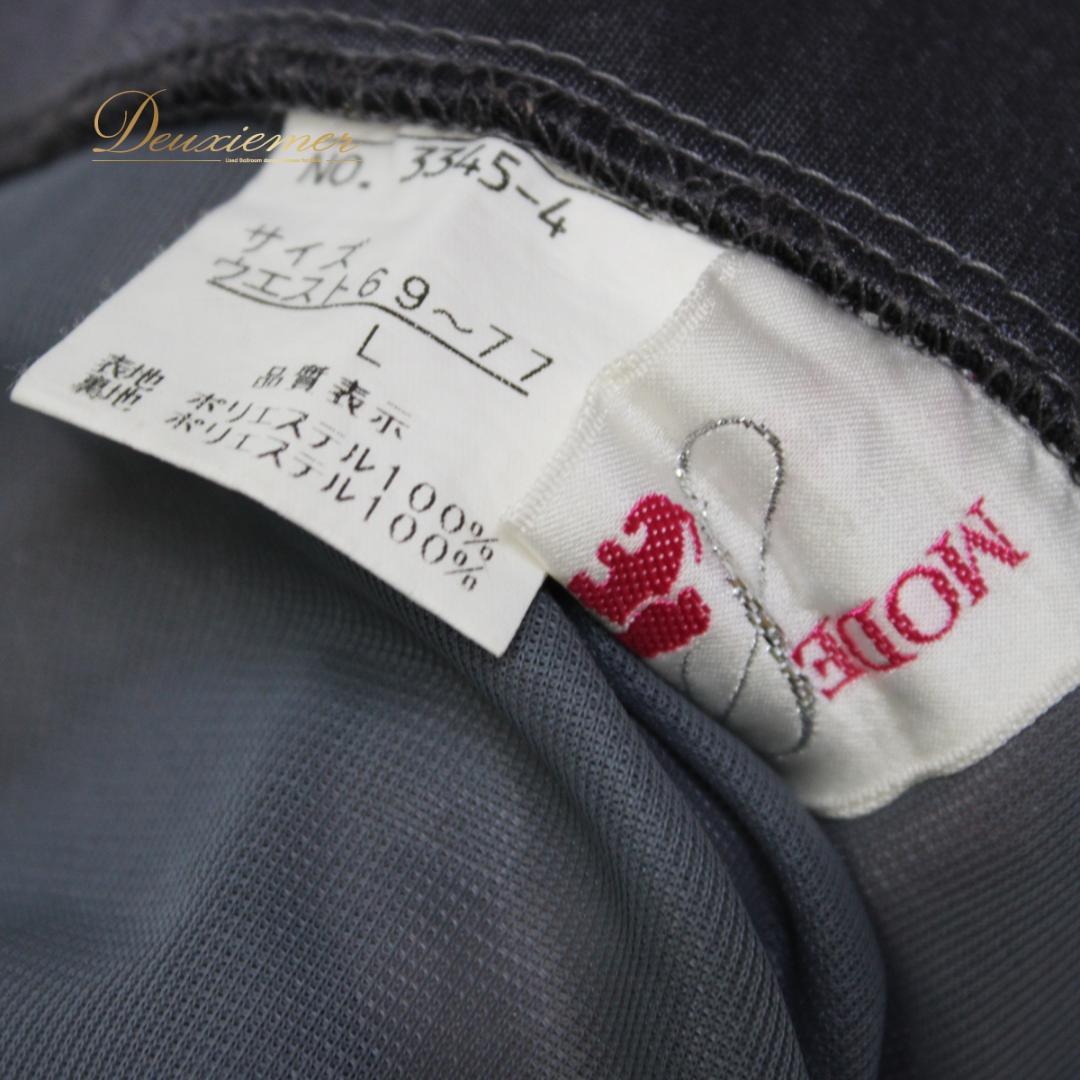 Deuxiemer
NO. 3345-4
サイズ
ウエスト69〜77
L
品質表示
表地 ポリエステル100%
裏地 ポリエステル100%
MODE